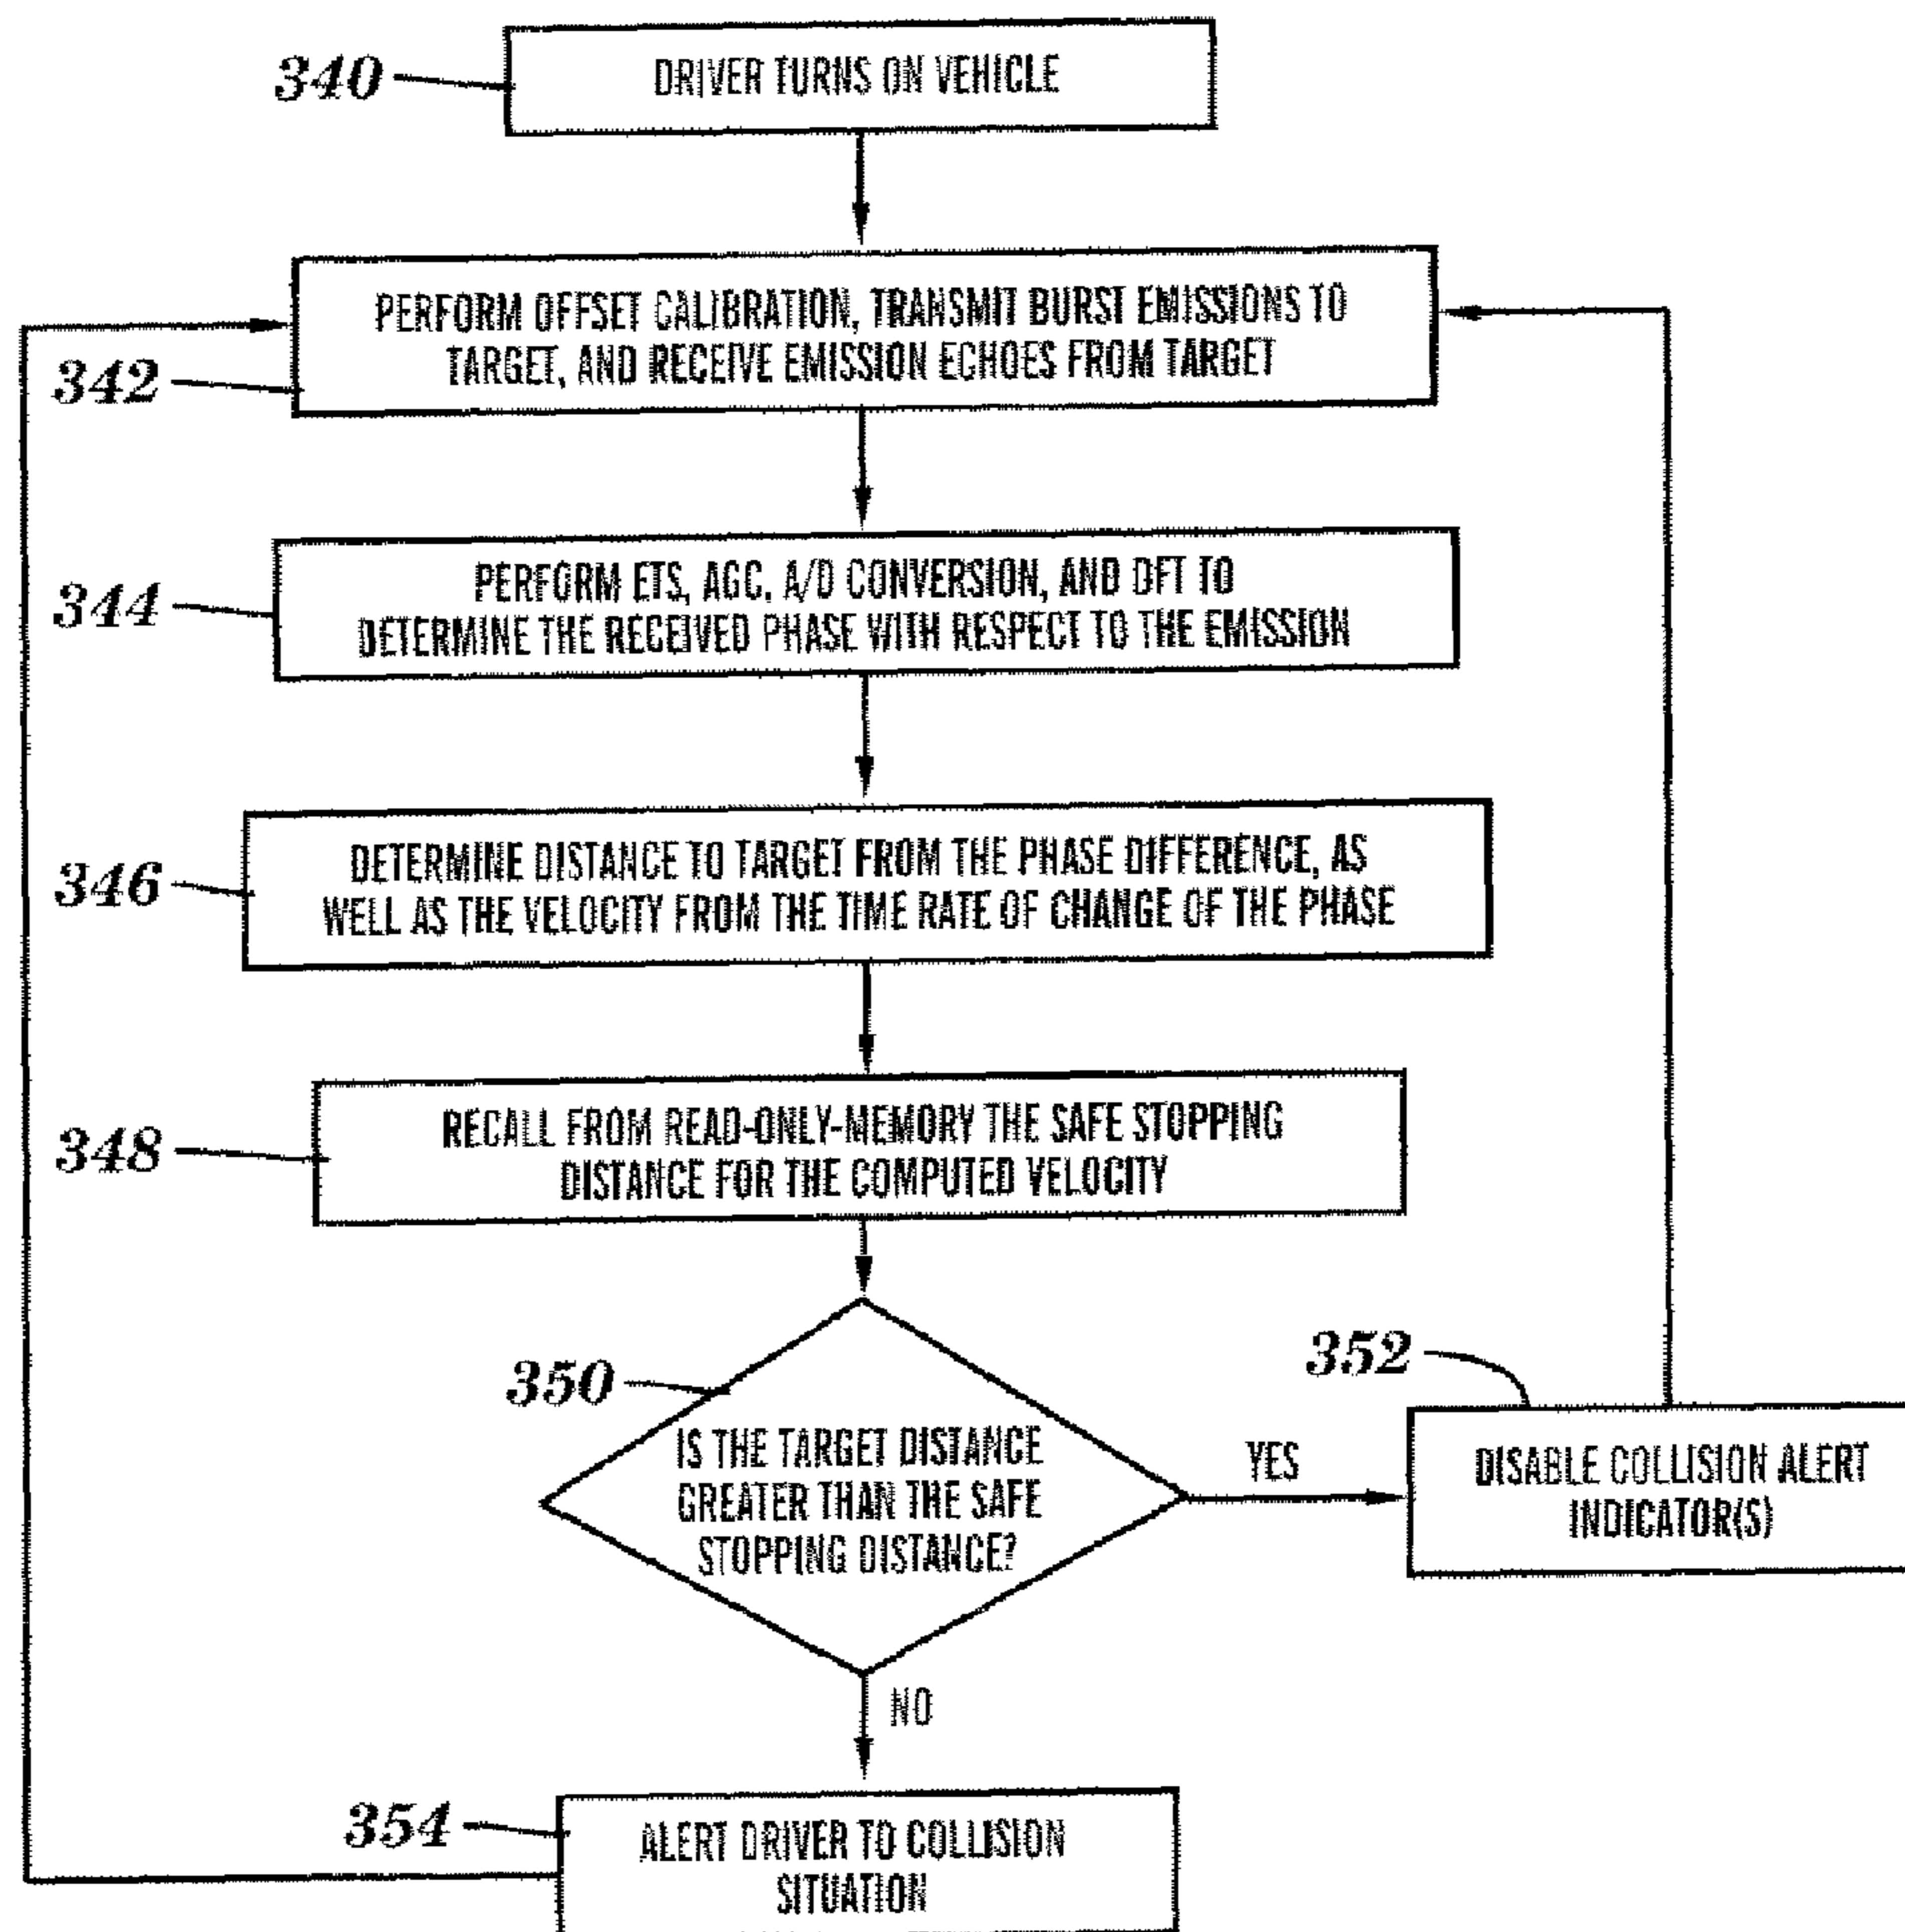 340
DRIVER TURNS ON VEHICLE
PERFORM OFFSET CALIBRATION, TRANSMIT BURST EMISSIONS TO
TARGET, AND RECEIVE EMISSION ECHOES FROM TARGET
342
PERFORM ETS, AGC, A/D CONVERSION, AND DFT TO
DETERMINE THE RECEIVED PHASE WITH RESPECT TO THE EMISSION
344
DETERMINE DISTANCE TO TARGET FROM THE PHASE DIFFERENCE, AS
WELL AS THE VELOCITY FROM THE TIME RATE OF CHANGE OF THE PHASE
346
RECALL FROM READ-ONLY-MEMORY THE SAFE STOPPING
DISTANCE FOR THE COMPUTED VELOCITY
348
350
IS THE TARGET DISTANCE
GREATER THAN THE SAFE
STOPPING DISTANCE?
YES
352
DISABLE COLLISION ALERT
INDICATOR(S)
NO
354
ALERT DRIVER TO COLLISION
SITUATION